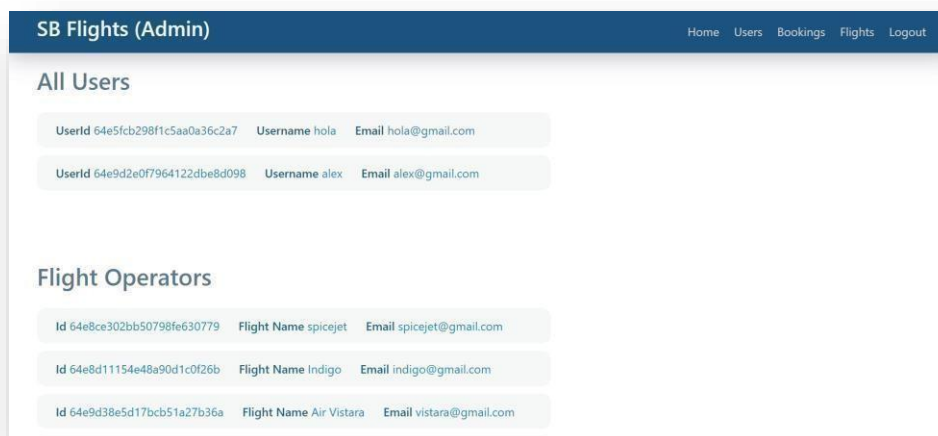 SB Flights (Admin)
Home Users Bookings Flights Logout
All Users
UserId 64e5fcb298f1c5aa0a36c2a7 Username hola Email hola@gmail.com
UserId 64e9d2e0f7964122dbe8d098 Username alex Email alex@gmail.com
Flight Operators
Id 64e8ce302bb50798fe630779 Flight Name spicejet Email spicejet@gmail.com
Id 64e8d11154e48a90d1c0f26b Flight Name Indigo Email indigo@gmail.com
Id 64e9d38e5d17bcb51a27b36a Flight Name Air Vistara Email vistara@gmail.com